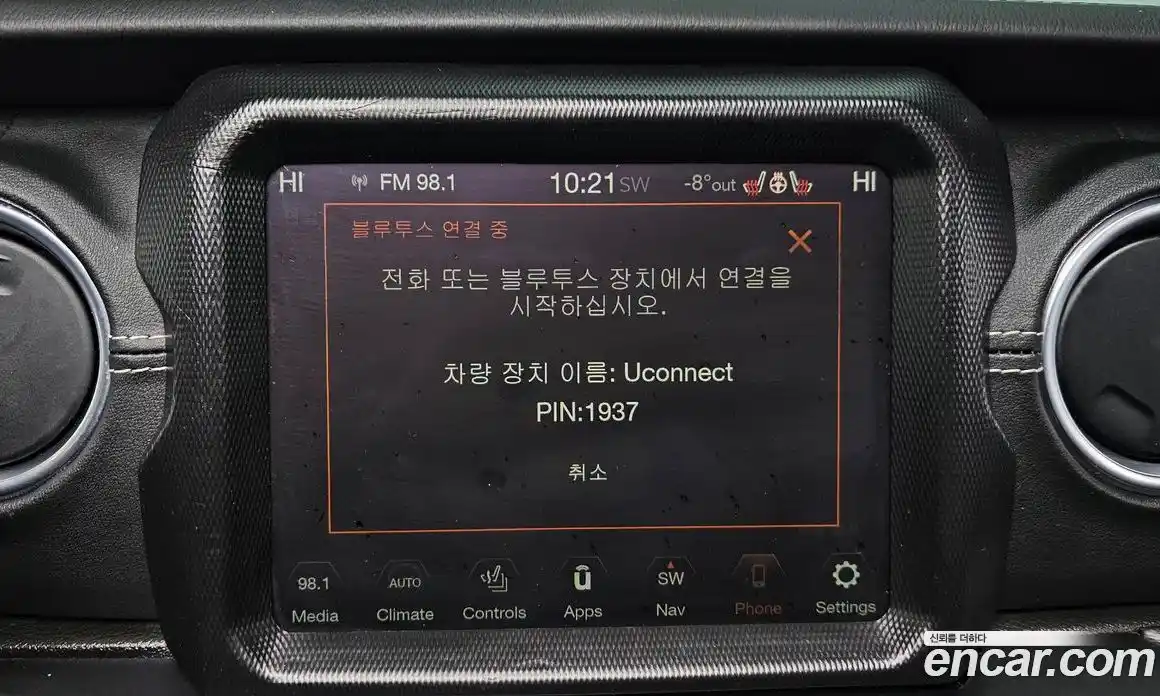 HI FM 98.1 10:21 SW -8°out HI
블루투스 연결 중
전화 또는 블루투스 장치에서 연결을
시작하십시오.
차량 장치 이름: Uconnect
PIN:1937
취소
98.1 AUTO SW
Media Climate Controls Apps Nav Phone Settings
신뢰를 더하다
encar.com